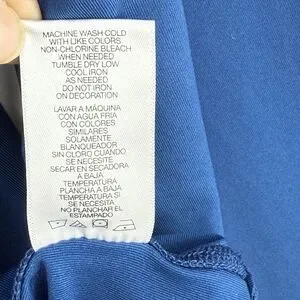 MACHINE WASH COLD
WITH LIKE COLORS
NON-CHLORINE BLEACH
WHEN NEEDED
TUMBLE DRY LOW
COOL IRON
AS NEEDED
DO NOT IRON
ON DECORATION
LAVAR A MÁQUINA
CON AGUA FRIA
CON COLORES
SIMILARES
SOLAMENTE
BLANQUEADOR
SIN CLORO CUANDO
SE NECESITE
SECAR EN SECADORA
A BAJA
TEMPERATURA
PLANCHA A BAJA
TEMPERATURA SI
SE NECESITE
NO PLANCHAR EL
ESTAMPADO